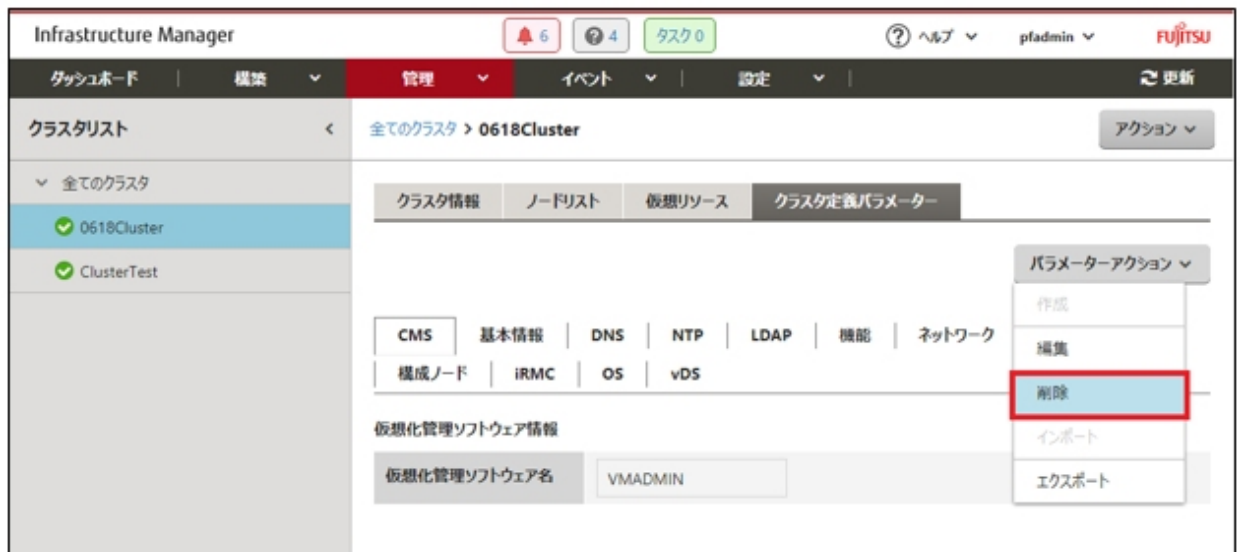 Infrastructure Manager 6 4 タスク 0 ヘルプ pfadmin FUJITSU
ダッシュボード 構築 管理 イベント 設定 更新
クラスタリスト 全てのクラスタ > 0618Cluster アクション
全てのクラスタ
クラスタ情報 ノードリスト 仮想リソース クラスタ定義パラメーター
0618Cluster
ClusterTest
パラメーターアクション
作成
CMS 基本情報 DNS NTP LDAP 機能 ネットワーク
編集
構成ノード iRMC OS vDS
削除
仮想化管理ソフトウェア情報
インポート
仮想化管理ソフトウェア名 VMADMIN
エクスポート